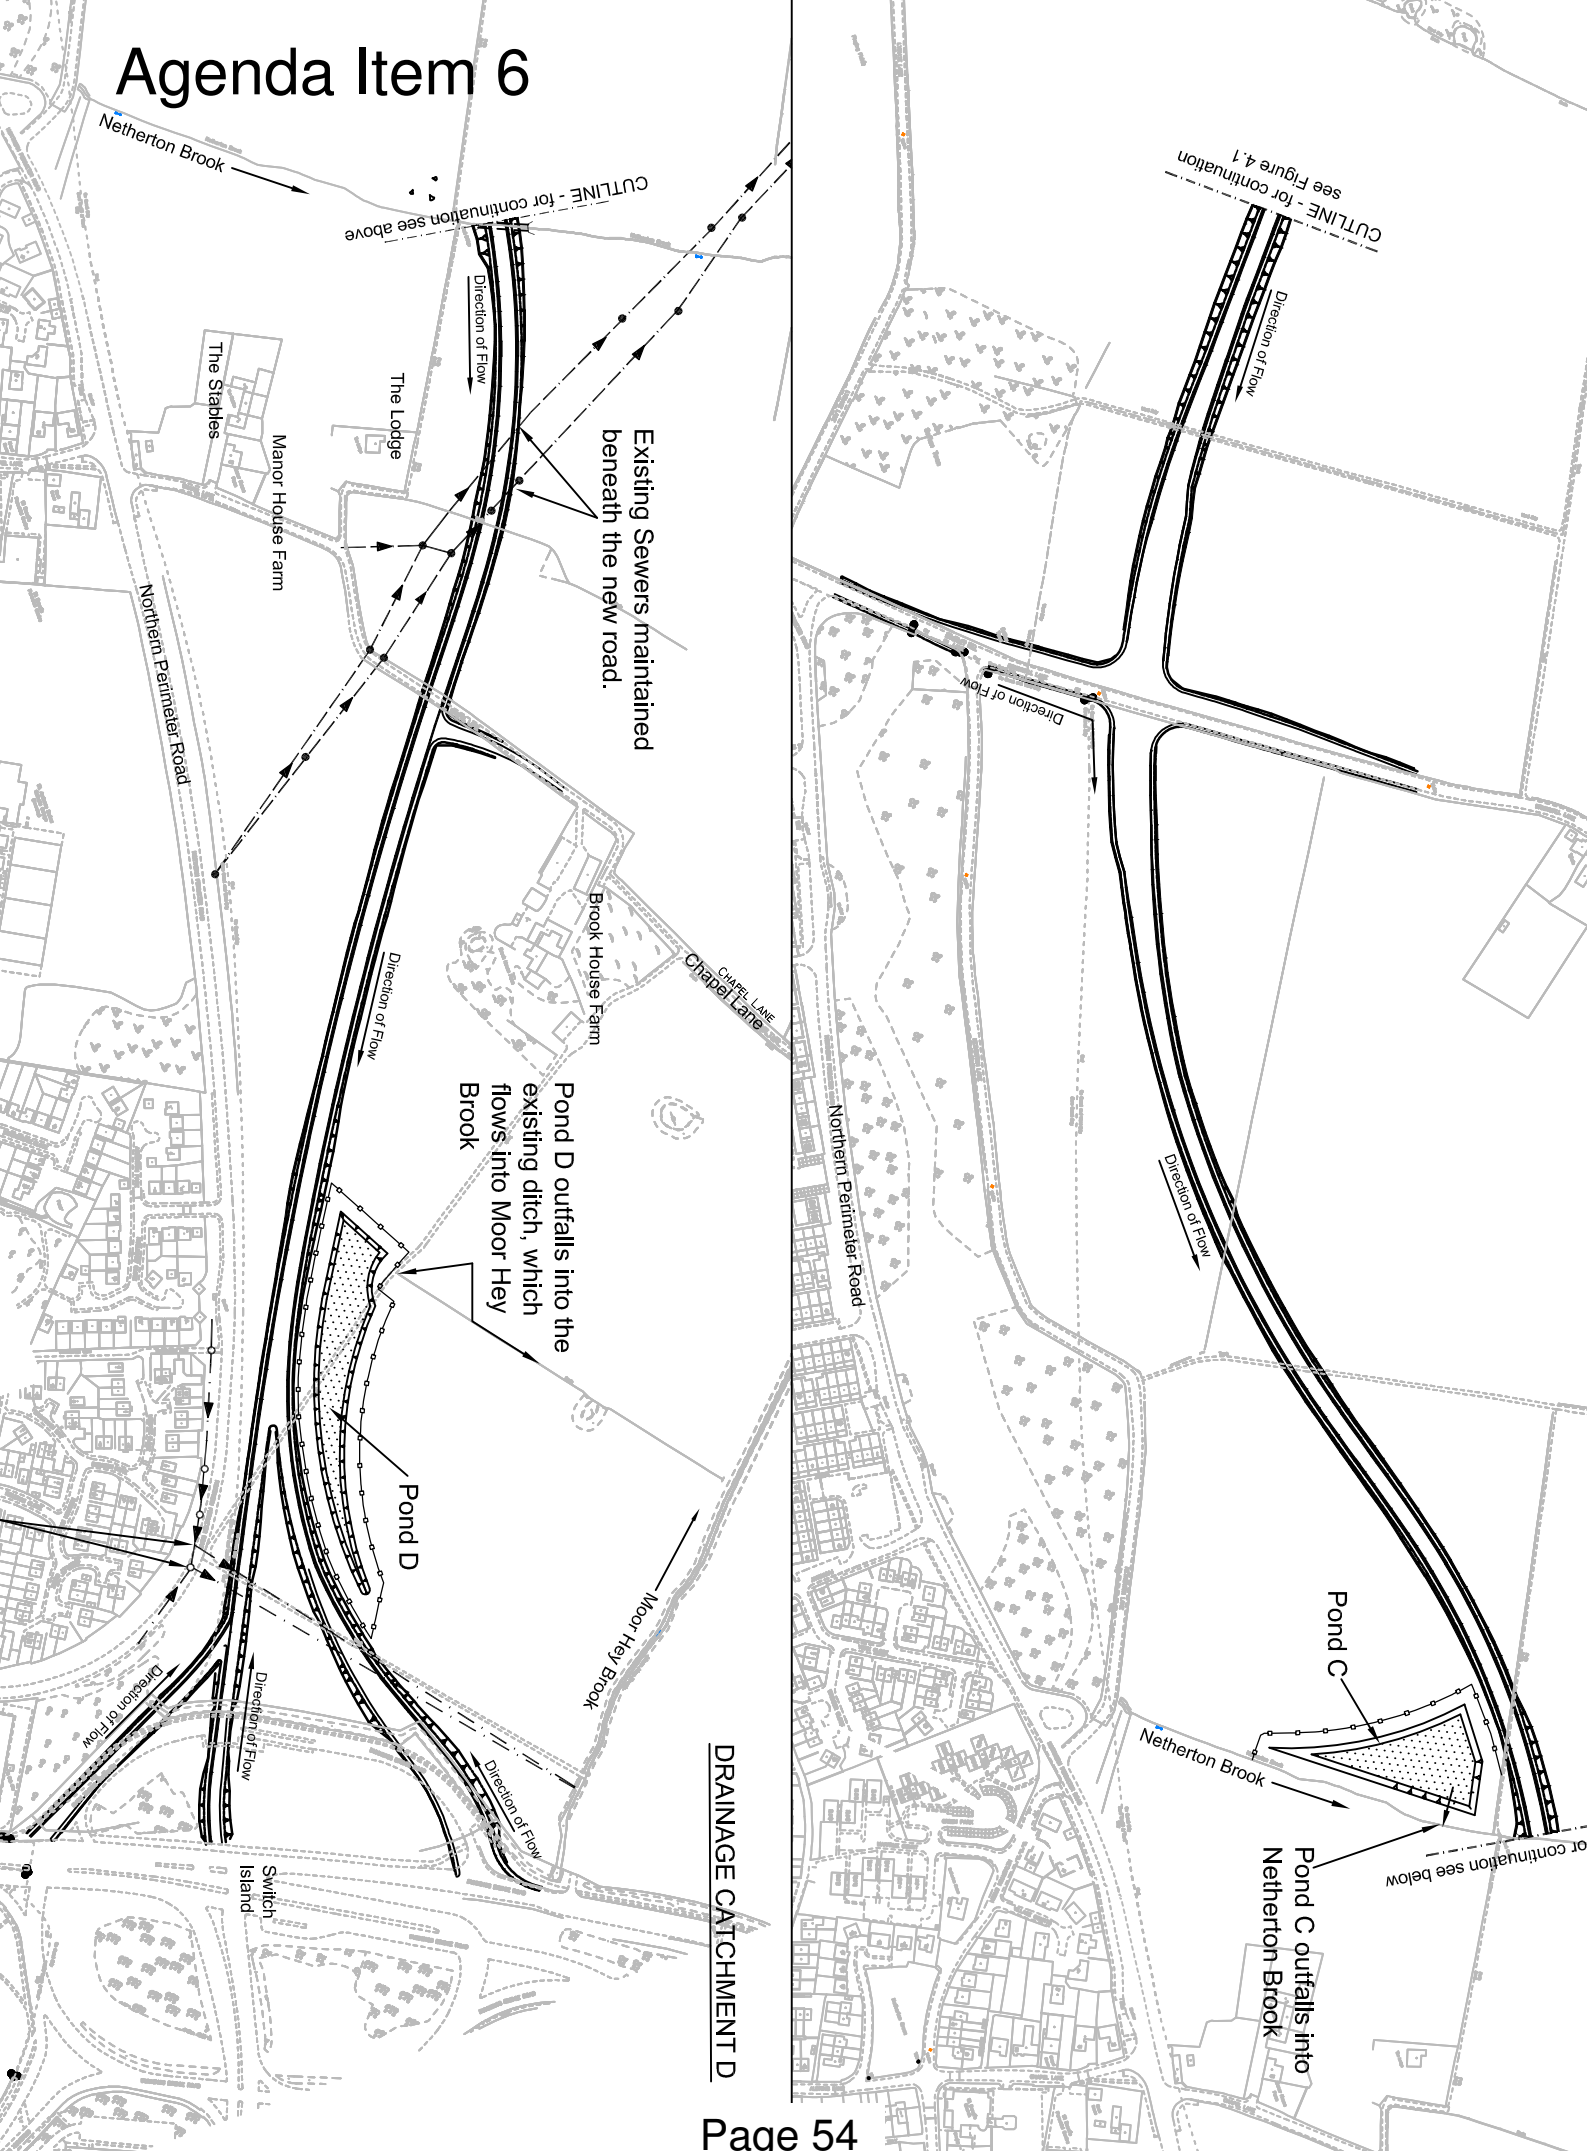 Agenda Item 6
Netherton Brook
CUTLINE - for continuation see above
Direction of Flow
The Stables
The Lodge
Manor House Farm
Existing Sewers maintained
beneath the new road.
Northern Perimeter Road
Brook House Farm
CHAPEL LANE
Chapel Lane
Direction of Flow
Pond D outfalls into the
existing ditch, which
flows into Moor Hey
Brook
Pond D
Moor Hey Brook
Direction of Flow
Direction of Flow
Direction of Flow
Switch
Island
DRAINAGE CATCHMENT D
CUTLINE - for continuation
see Figure 4.1
Direction of Flow
Direction of Flow
Northern Perimeter Road
Direction of Flow
Pond C
Netherton Brook
or continuation see below
Pond C outfalls into
Netherton Brook
Page 54